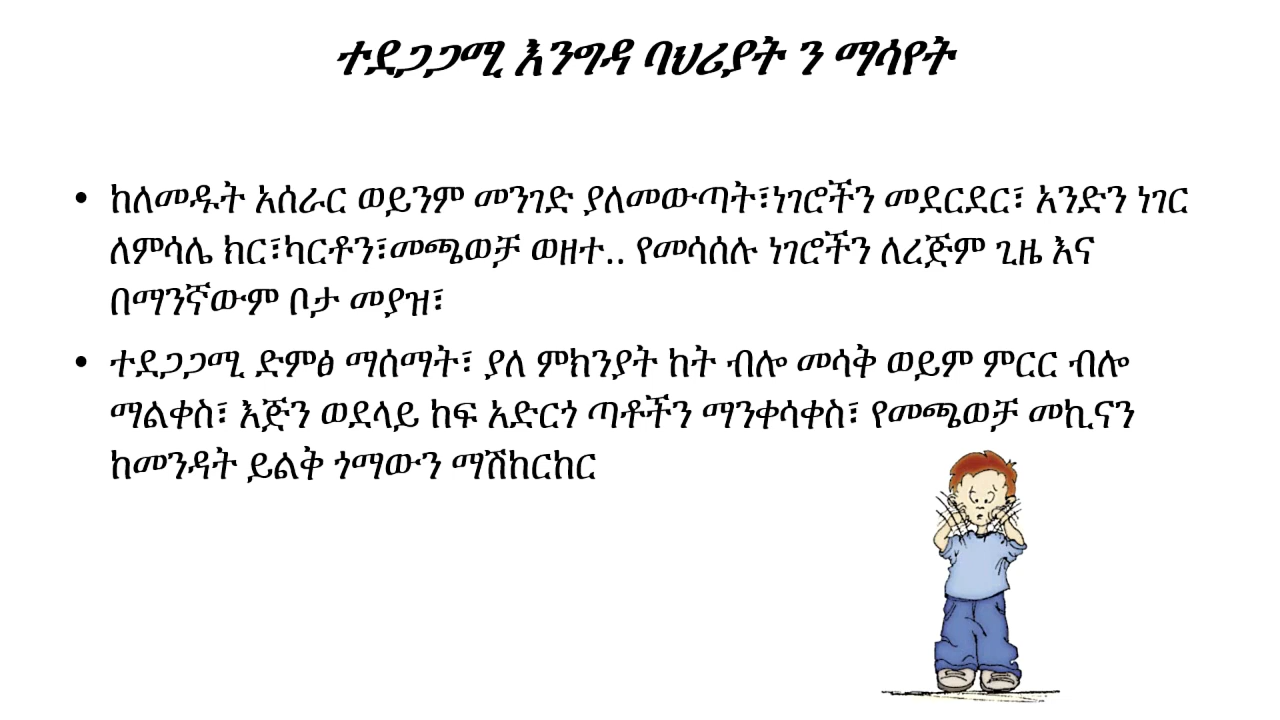 ተደጋጋሚ እንግዳ ባህሪያት ን ማሳየት
• ከለመዱት አሰራር ወይንም መንገድ ያለመውጣት፣ነገሮችን መደርደር፣ አንድን ነገር
ለምሳሌ ክር፣ካርቶን፣መጫወቻ ወዘተ.. የመሳሰሉ ነገሮችን ለረጅም ጊዜ እና
በማንኛውም ቦታ መያዝ፣
• ተደጋጋሚ ድምፅ ማሰማት፣ ያለ ምክንያት ከት ብሎ መሳቅ ወይም ምርር ብሎ
ማልቀስ፣ እጅን ወደላይ ከፍ አድርጎ ጣቶችን ማንቀሳቀስ፣ የመጫወቻ መኪናን
ከመንዳት ይልቅ ጎማውን ማሽከርከር